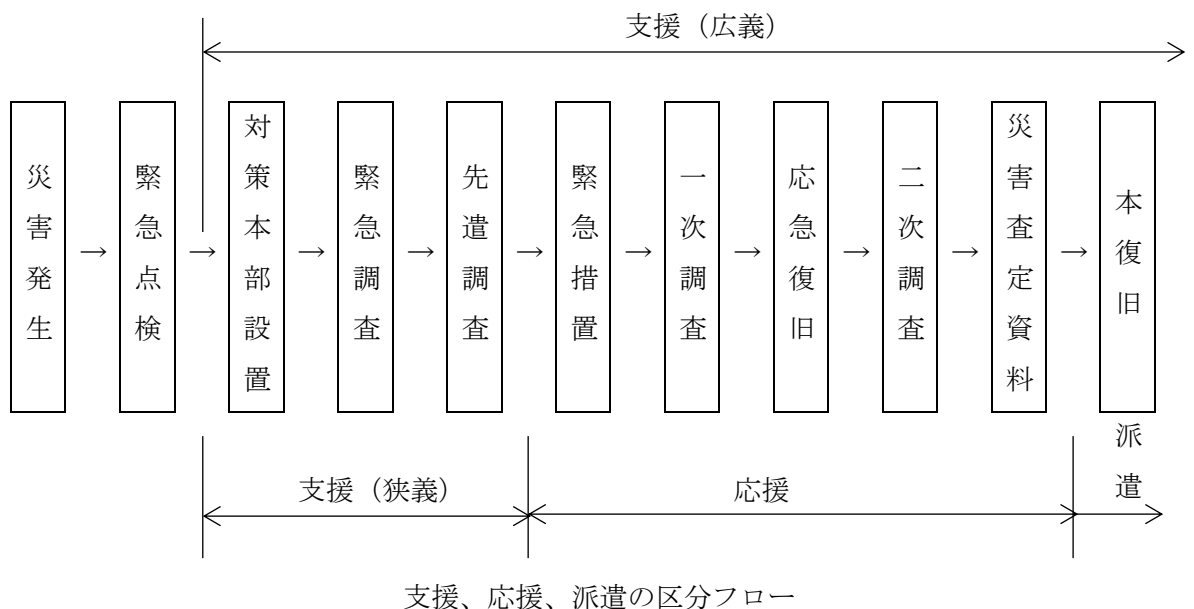 支援（広義）
災害発生
→
緊急点検
→
対策本部設置
→
緊急調査
→
先遣調査
→
緊急措置
→
一次調査
→
応急復旧
→
二次調査
→
災害査定資料
→
本復旧
支援（狭義）
応援
派遣
支援、応援、派遣の区分フロー